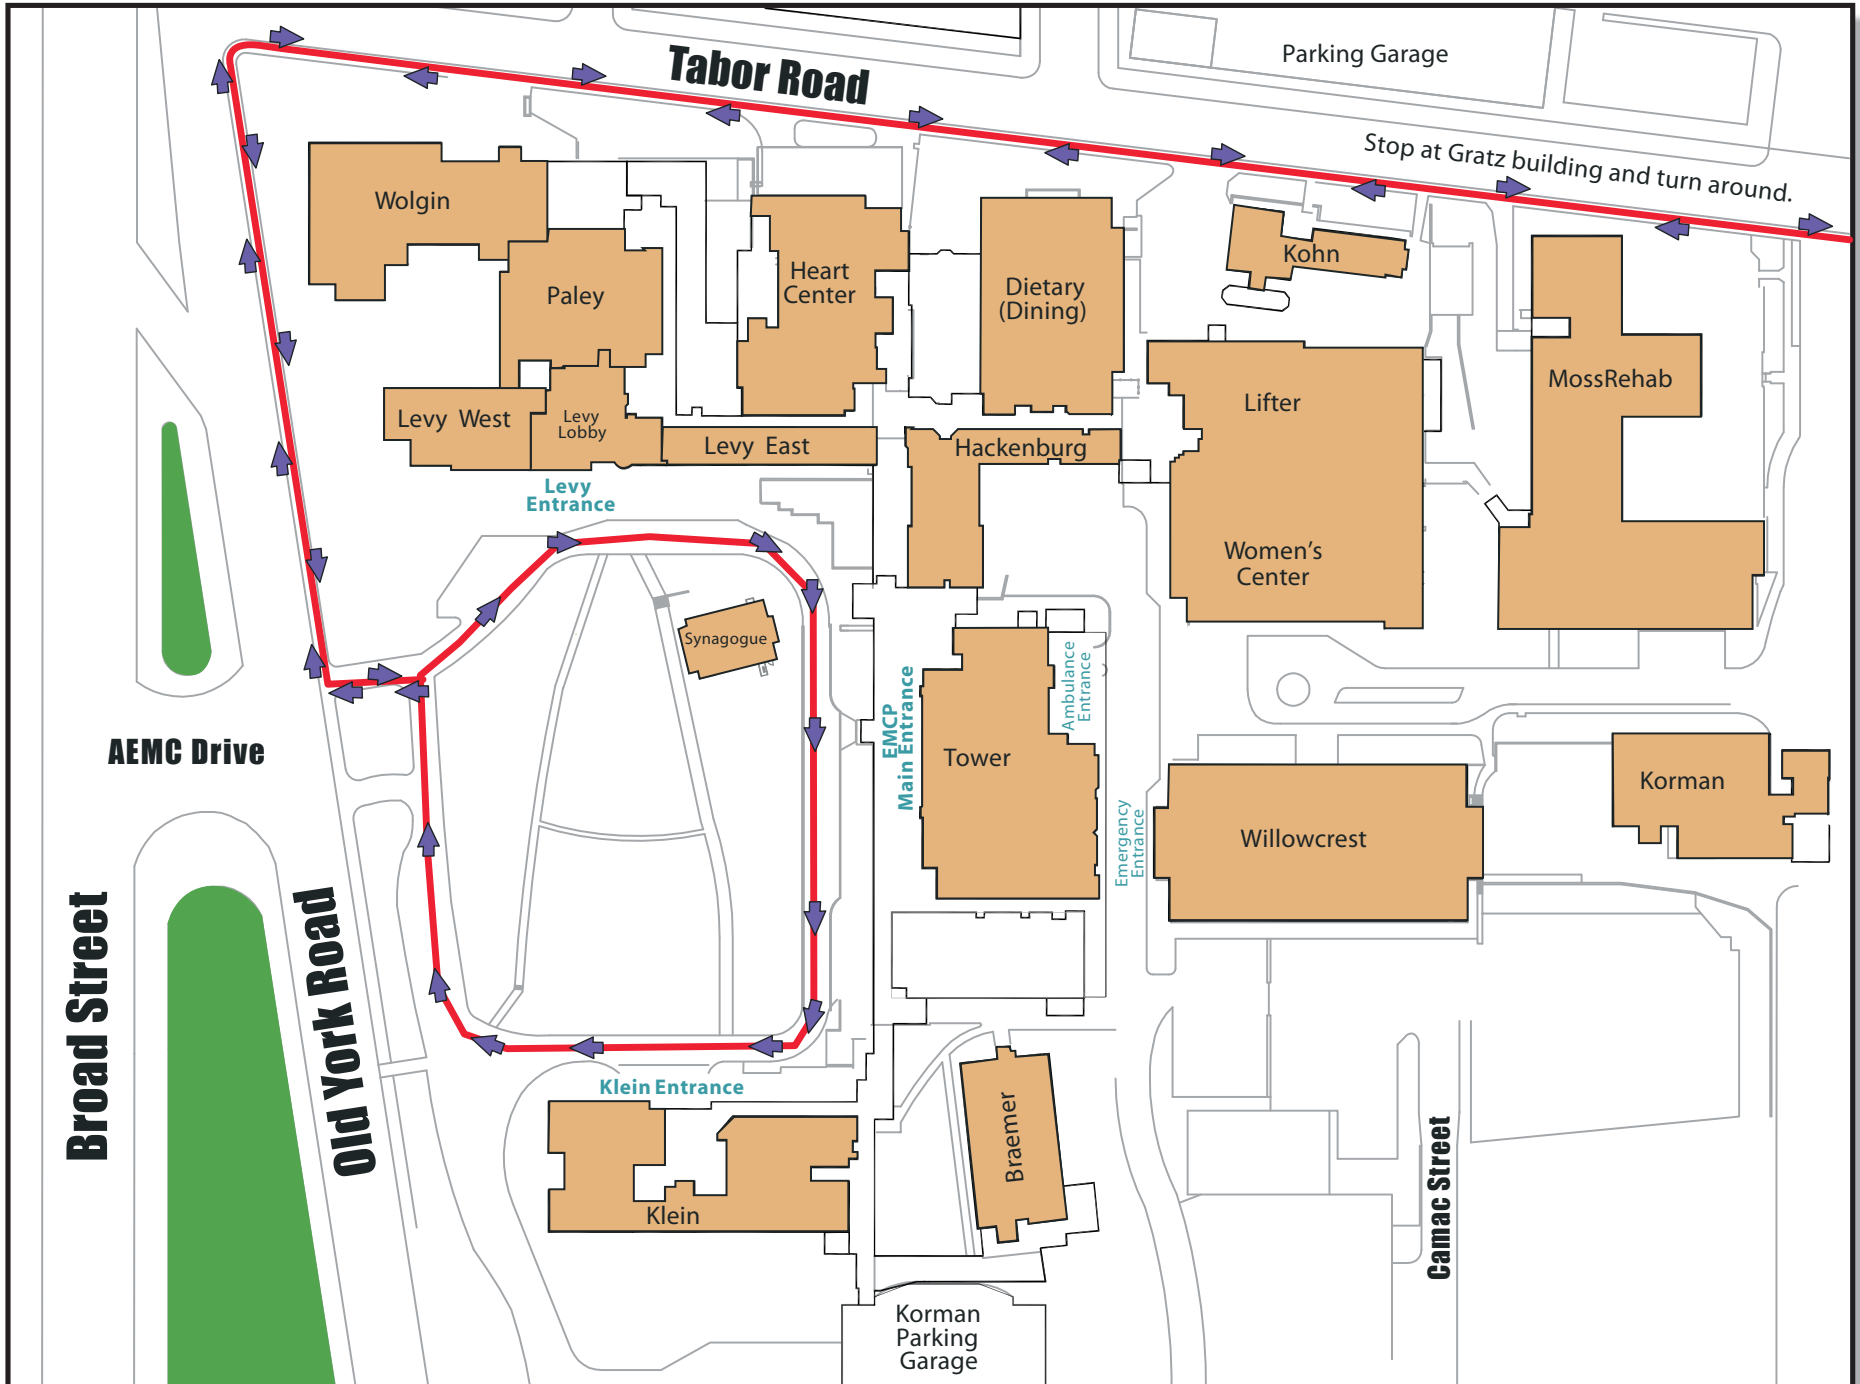 Tabor Road
Parking Garage
Stop at Gratz building and turn around.
Wolgin
Paley
Heart
Center
Dietary
(Dining)
Kohn
MossRehab
Levy West
Levy
Lobby
Levy East
Hackenburg
Lifter
Levy
Entrance
Women's
Center
Synagogue
EMCP
Main Entrance
Ambulance
Entrance
Tower
AEMC Drive
Emergency
Entrance
Willowcrest
Korman
Broad Street
Old York Road
Klein Entrance
Klein
Braemer
Camac Street
Korman
Parking
Garage